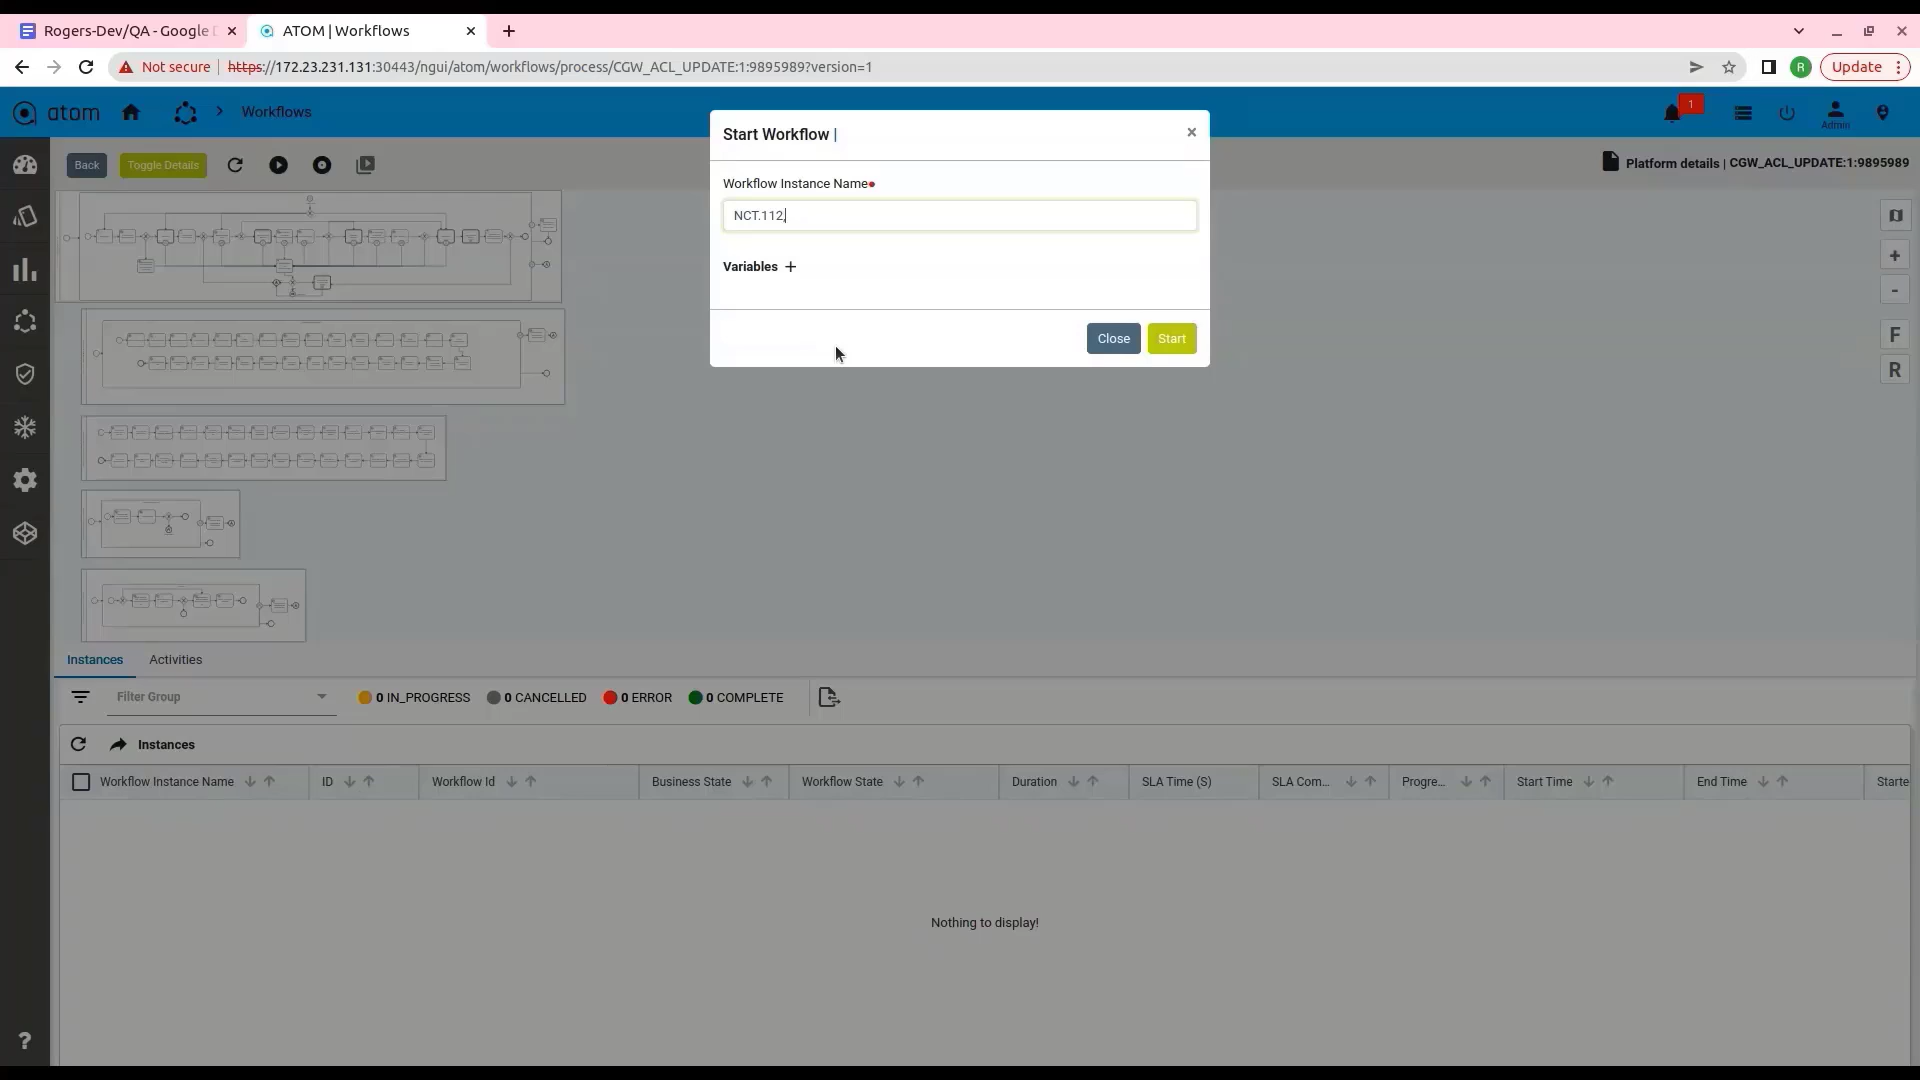 Rogers-Dev/QA - Google D
ATOM | Workflows
Not secure
https://172.23.231.131:30443/ngui/atom/workflows/process/CGW_ACL_UPDATE:1:9895989?version=1
R
Update
atom
Workflows
1
Admin
Back
Toggle Details
Platform details | CGW_ACL_UPDATE:1:9895989
Start Workflow |
Workflow Instance Name
NCT.112,
Variables +
Close
Start
+
-
F
R
Instances
Activities
Filter Group
0 IN_PROGRESS
0 CANCELLED
0 ERROR
0 COMPLETE
Instances
Workflow Instance Name
ID
Workflow Id
Business State
Workflow State
Duration
SLA Time (S)
SLA Com...
Progre...
Start Time
End Time
Starte
Nothing to display!
?